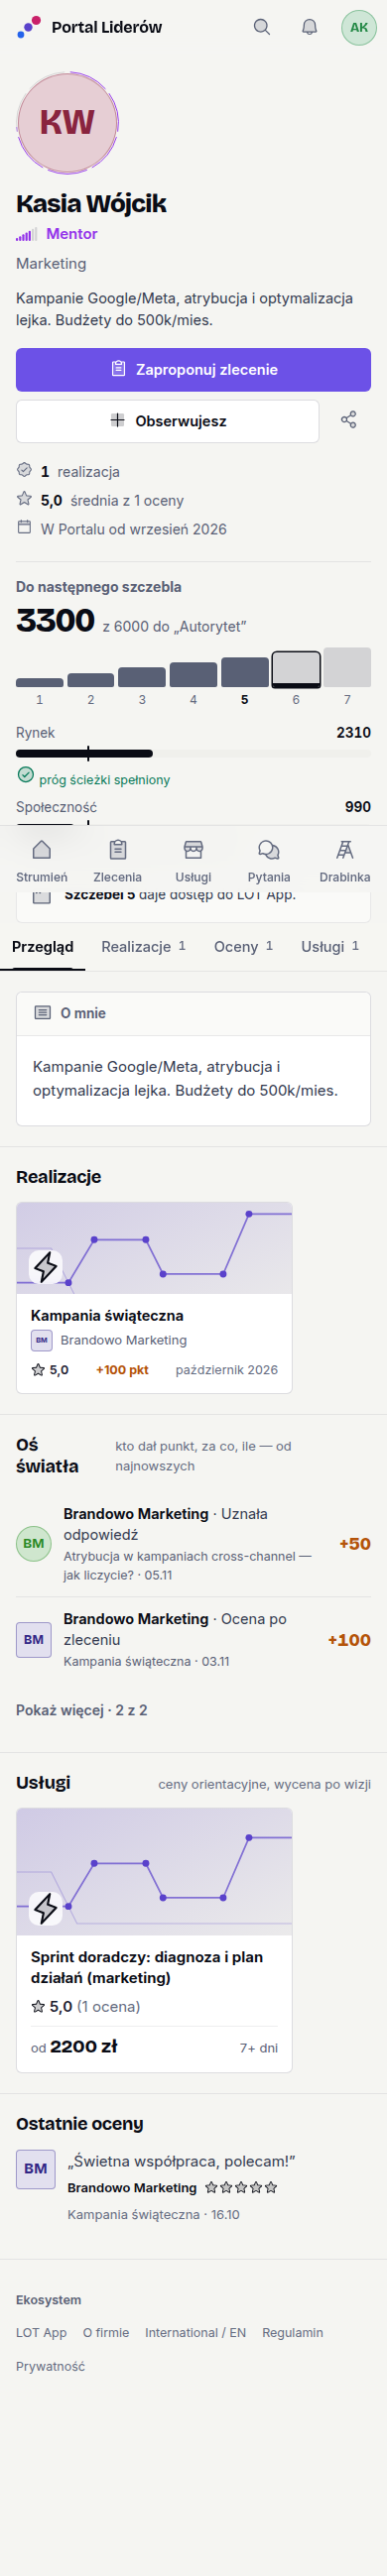 Portal Liderów
AK
KW
Kasia Wójcik
Mentor
Marketing
Kampanie Google/Meta, atrybucja i optymalizacja
lejka. Budżety do 500k/mies.
Zaproponuj zlecenie
Obserwujesz
1 realizacja
5,0 średnia z 1 oceny
W Portalu od wrzesień 2026
Do następnego szczebla
3300 z 6000 do „Autorytet”
1 2 3 4 5 6 7
Rynek 2310
próg ścieżki spełniony
Społeczność 990
Strumień Zlecenia Usługi Pytania Drabinka
Szczebel 5 daje dostęp do LOT App.
Przegląd Realizacje 1 Oceny 1 Usługi 1
O mnie
Kampanie Google/Meta, atrybucja i
optymalizacja lejka. Budżety do 500k/mies.
Realizacje
Kampania świąteczna
BM Brandowo Marketing
5,0 +100 pkt październik 2026
Oś
światła
kto dał punkt, za co, ile — od
najnowszych
BM
Brandowo Marketing · Uznała
odpowiedź
Atrybucja w kampaniach cross-channel —
jak liczycie? · 05.11
+50
BM
Brandowo Marketing · Ocena po
zleceniu
Kampania świąteczna · 03.11
+100
Pokaż więcej · 2 z 2
Usługi ceny orientacyjne, wycena po wizji
Sprint doradczy: diagnoza i plan
działań (marketing)
5,0 (1 ocena)
od 2200 zł 7+ dni
Ostatnie oceny
BM
„Świetna współpraca, polecam!”
Brandowo Marketing
Kampania świąteczna · 16.10
Ekosystem
LOT App O firmie International / EN Regulamin
Prywatność